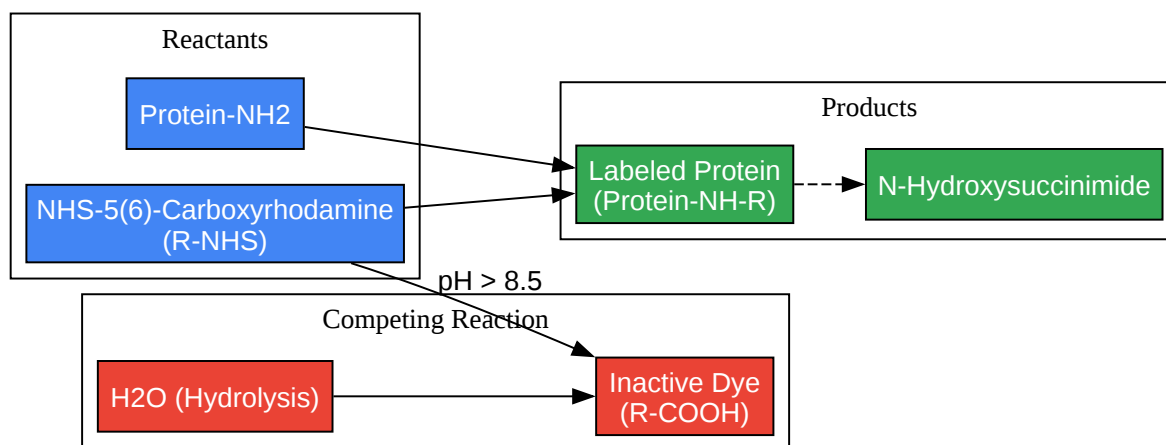 Reactants
Protein-NH2
NHS-5(6)-Carboxyrhodamine
(R-NHS)
Products
Labeled Protein
(Protein-NH-R)
N-Hydroxysuccinimide
pH > 8.5
Competing Reaction
H2O (Hydrolysis)
Inactive Dye
(R-COOH)